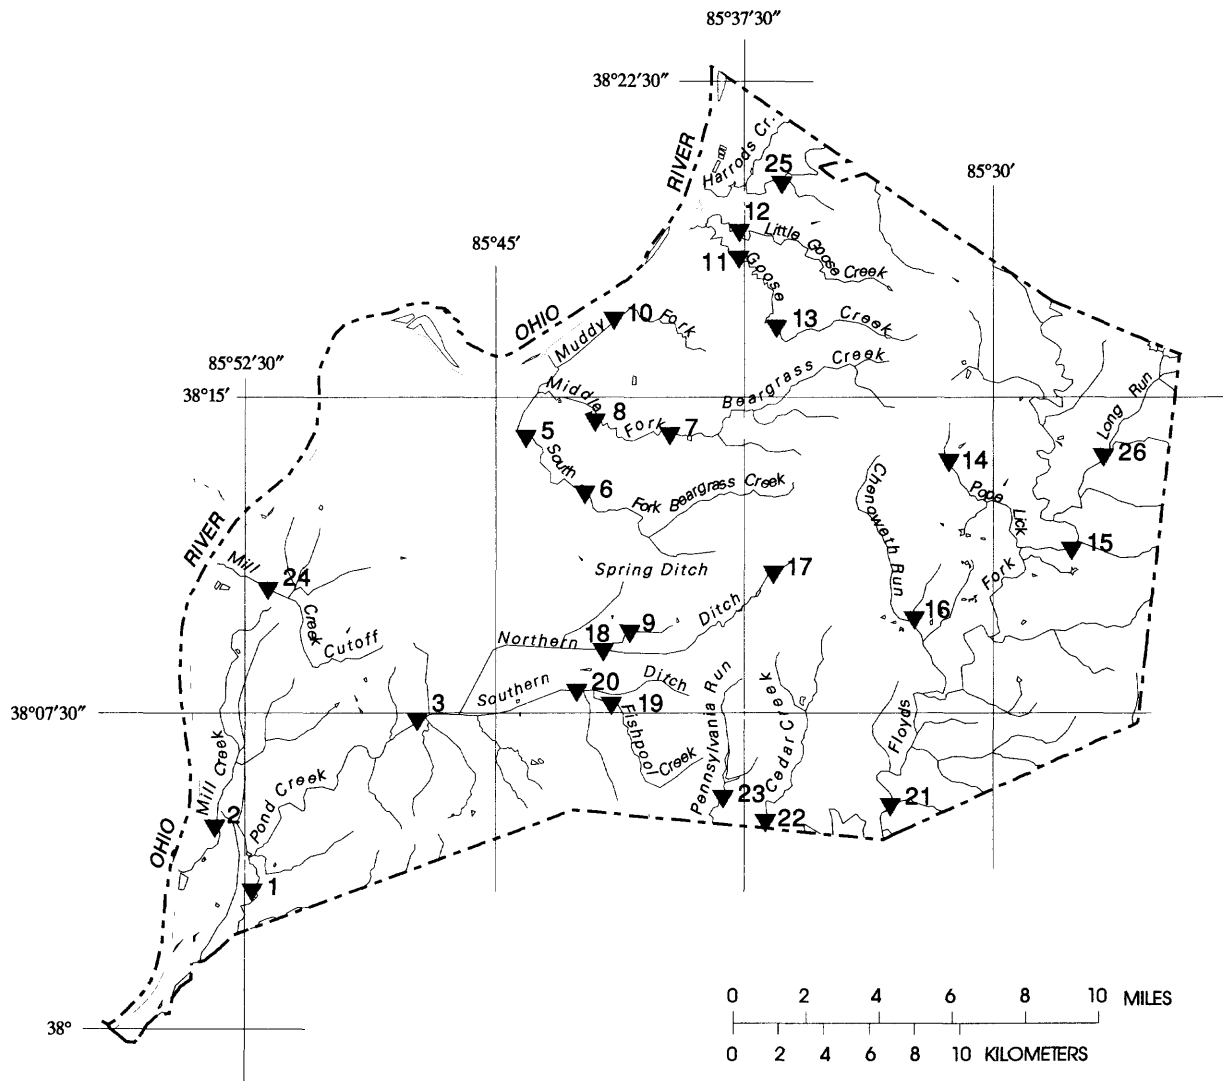 85°37'30"
38°22'30"
Harrods Cr.
RIVER
25
85°30'
12
Little Goose Creek
85°45'
11
Goose Creek
13
10
OHIO
Muddy Fork
85°52'30"
38°15'
Middle Fork Beargrass Creek
8
7
5
Long Run
26
14
South Fork Beargrass Creek
6
Chenoweth Run
Pope Lick
RIVER
15
Mill Creek Cutoff
24
Spring Ditch
17
Fork
9
16
Northern Ditch
18
Southern Ditch
20
19
3
38°07'30"
Fishpool Creek
Pennsylvania Run
Cedar Creek
Floyds
Mill Creek
2
Pond Creek
23
22
21
OHIO
1
0 2 4 6 8 10 MILES
38°
0 2 4 6 8 10 KILOMETERS